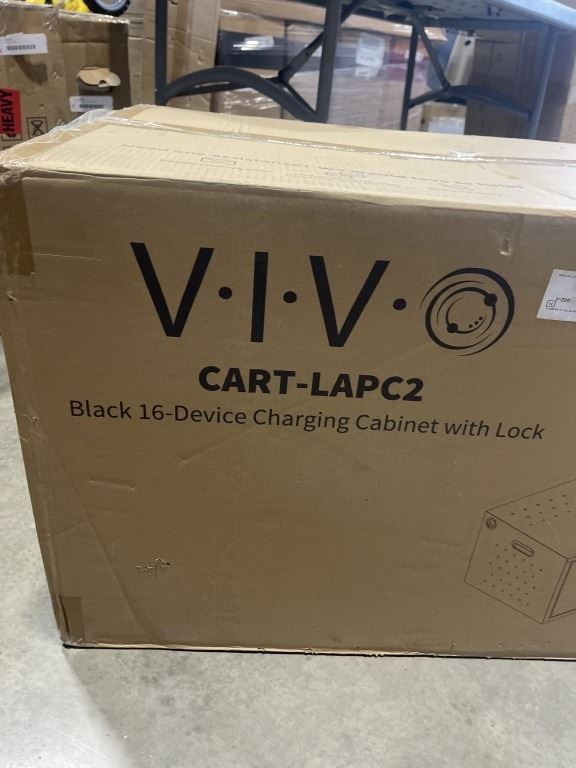 HEAVY
V·I·V·O
CART-LAPC2
Black 16-Device Charging Cabinet with Lock